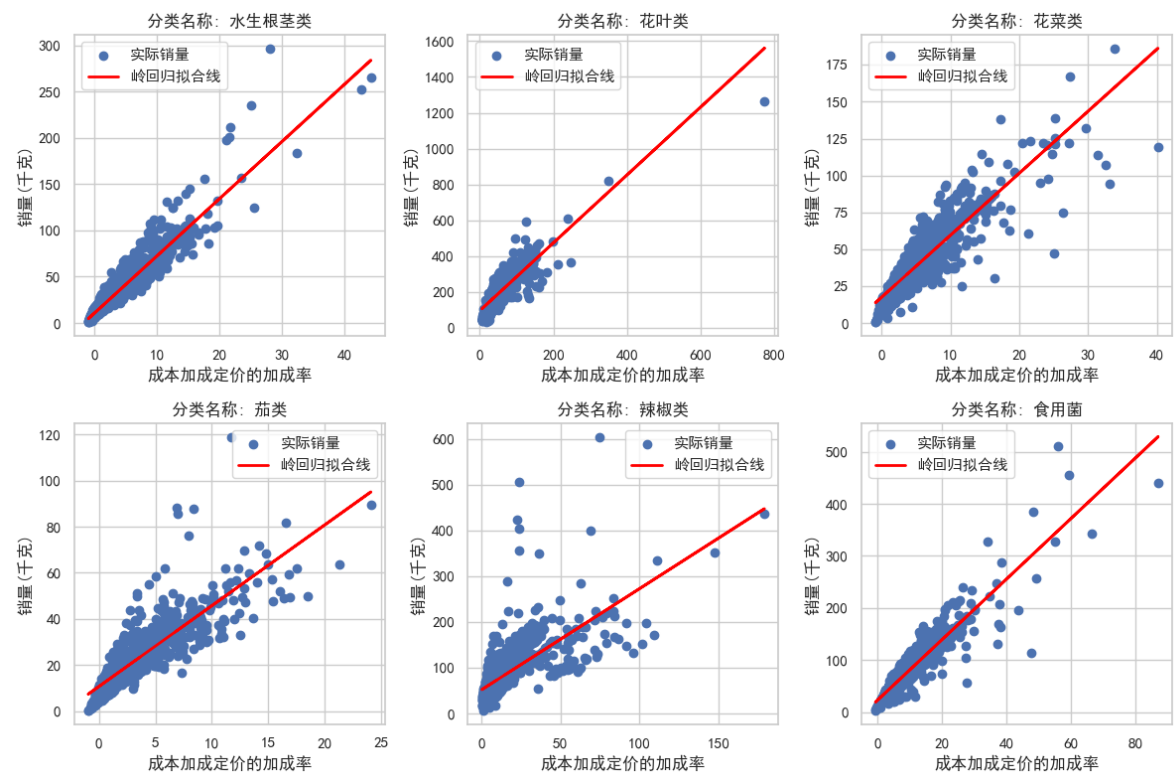 分类名称: 水生根茎类
300
250
200
150
100
50
0
销量(千克)
实际销量
岭回归拟合线
0
10
20
30
40
成本加成定价的加成率
分类名称: 花叶类
1600
1400
1200
1000
800
600
400
200
0
销量(千克)
实际销量
岭回归拟合线
0
200
400
600
800
成本加成定价的加成率
分类名称: 花菜类
175
150
125
100
75
50
25
0
销量(千克)
实际销量
岭回归拟合线
0
10
20
30
40
成本加成定价的加成率
分类名称: 茄类
120
100
80
60
40
20
0
销量(千克)
实际销量
岭回归拟合线
0
5
10
15
20
25
成本加成定价的加成率
分类名称: 辣椒类
600
500
400
300
200
100
0
销量(千克)
实际销量
岭回归拟合线
0
50
100
150
成本加成定价的加成率
分类名称: 食用菌
500
400
300
200
100
0
销量(千克)
实际销量
岭回归拟合线
0
20
40
60
80
成本加成定价的加成率